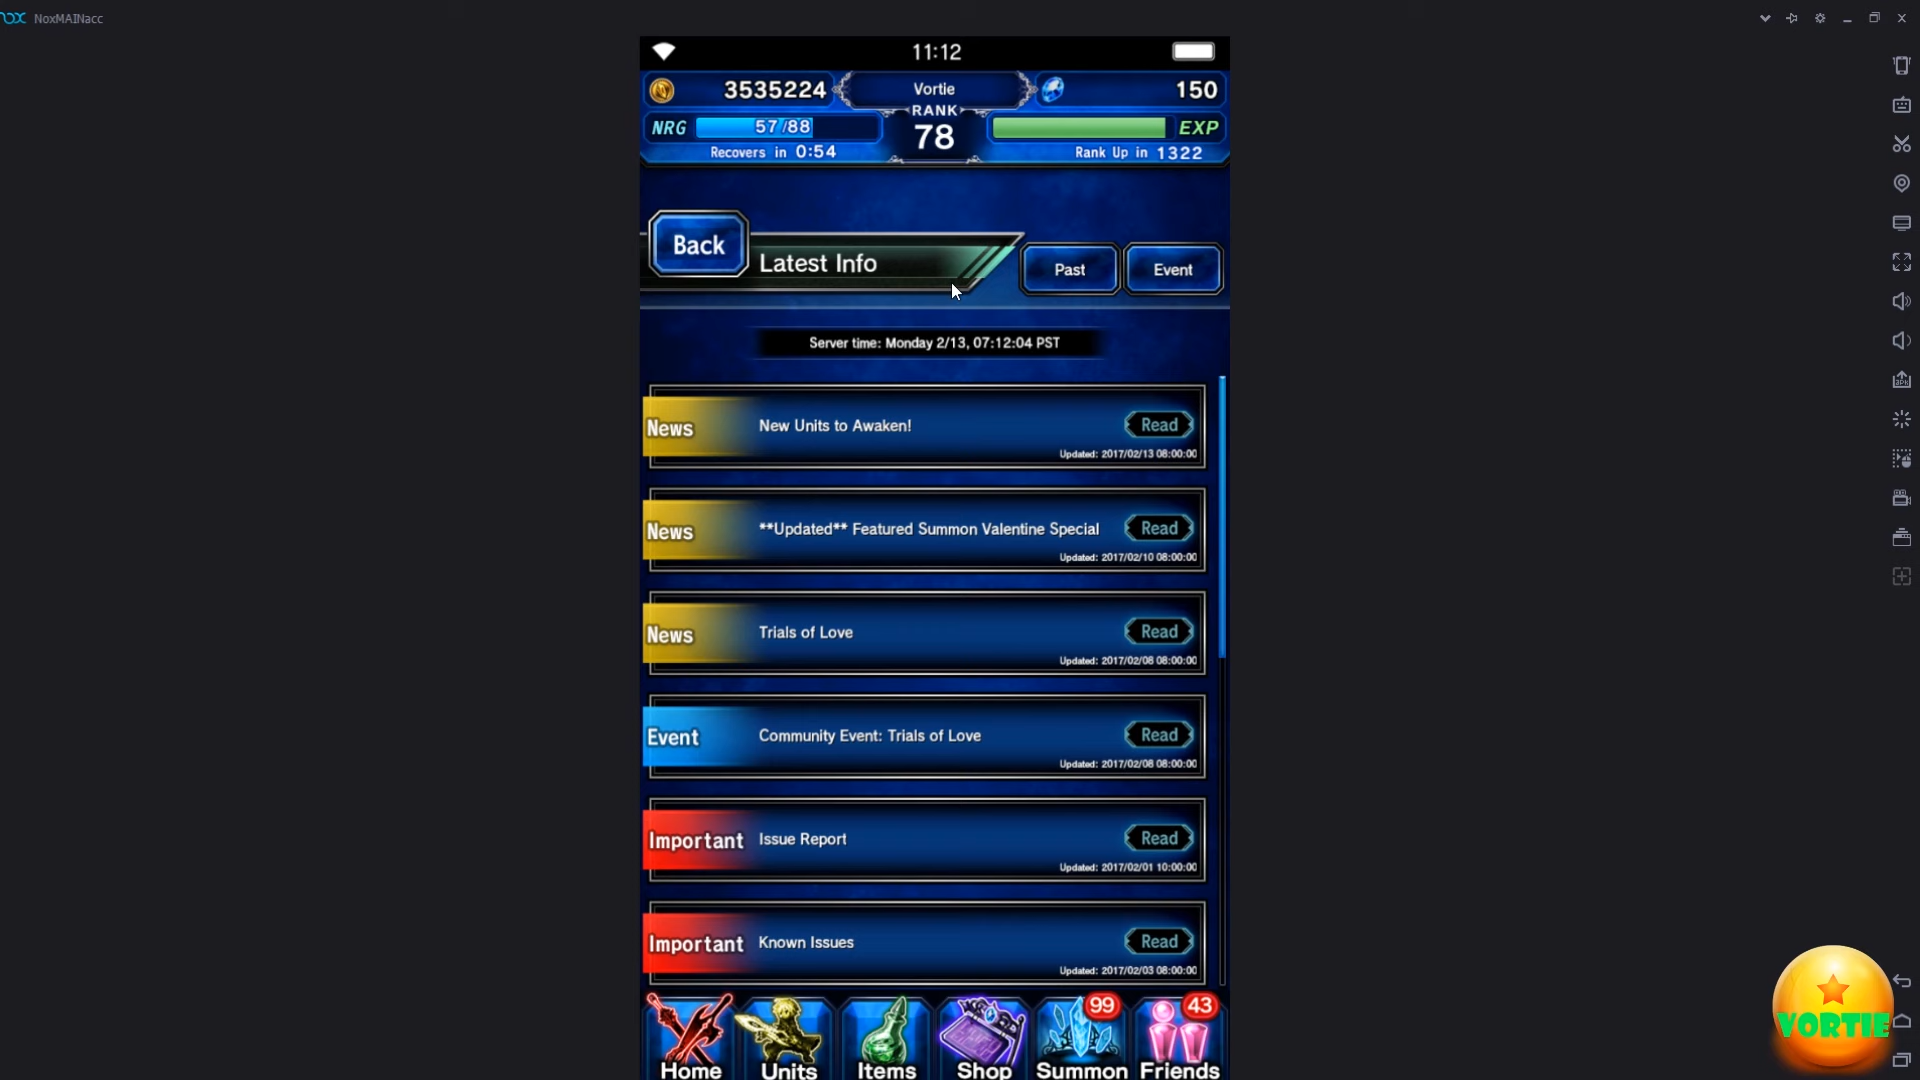 nox NoxMAINacc
11:12
3535224
Vortie
150
RANK
78
NRG 57/88
EXP
Recovers in 0:54
Rank Up in 1322
Back
Latest Info
Past
Event
Server time: Monday 2/13, 07:12:04 PST
News New Units to Awaken! Read
Updated: 2017/02/13 08:00:00
News **Updated** Featured Summon Valentine Special Read
Updated: 2017/02/10 08:00:00
News Trials of Love Read
Updated: 2017/02/08 08:00:00
Event Community Event: Trials of Love Read
Updated: 2017/02/08 08:00:00
Important Issue Report Read
Updated: 2017/02/01 10:00:00
Important Known Issues Read
Updated: 2017/02/03 08:00:00
99
43
Home Units Items Shop Summon Friends
VORTIE